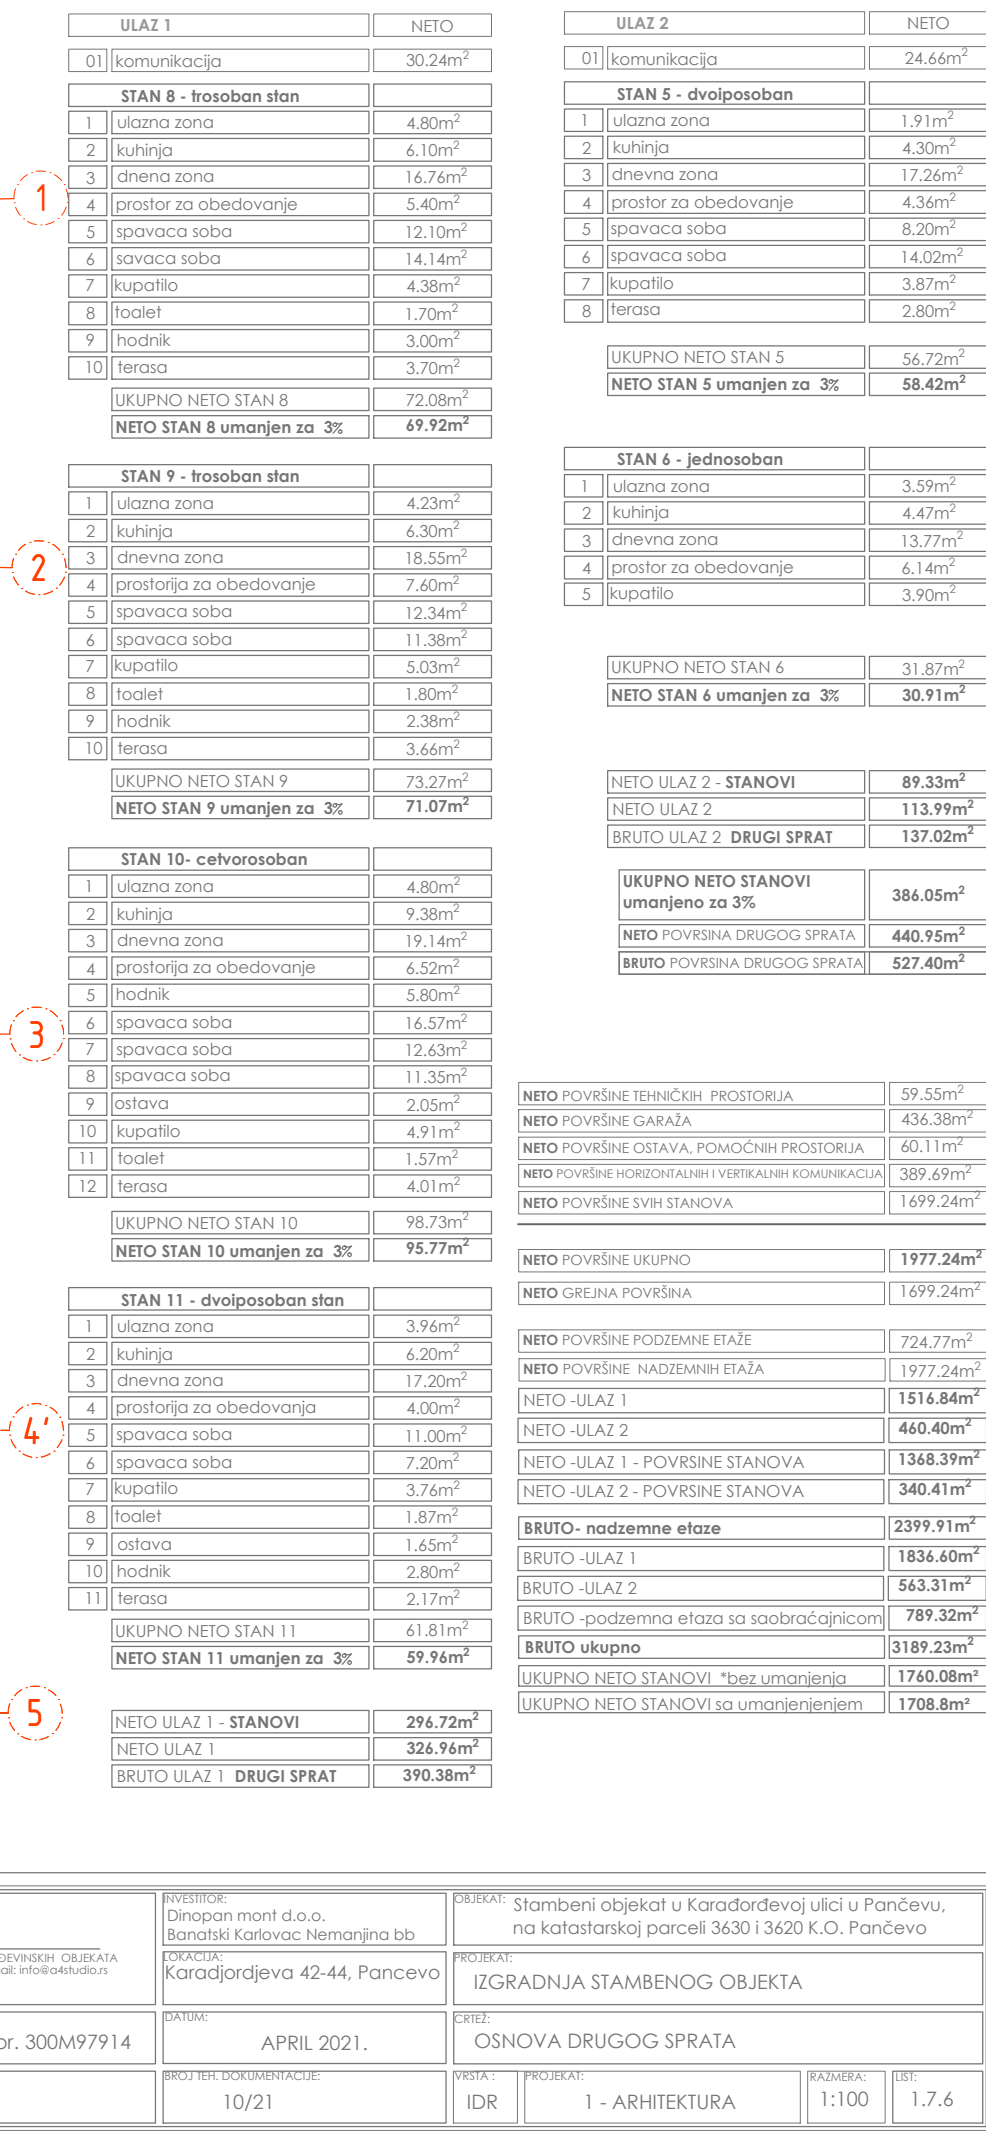 ULAZ 1 NETO
01 komunikacija 30.24m²
STAN 8 - trosoban stan
1 ulazna zona 4.80m²
2 kuhinja 6.10m²
3 dnena zona 16.76m²
4 prostor za obedovanje 5.40m²
5 spavaca soba 12.10m²
6 savaca soba 14.14m²
7 kupatilo 4.38m²
8 toalet 1.70m²
9 hodnik 3.00m²
10 terasa 3.70m²
UKUPNO NETO STAN 8 72.08m²
NETO STAN 8 umanjen za 3% 69.92m²
STAN 9 - trosoban stan
1 ulazna zona 4.23m²
2 kuhinja 6.30m²
3 dnevna zona 18.55m²
4 prostorija za obedovanje 7.60m²
5 spavaca soba 12.34m²
6 spavaca soba 11.38m²
7 kupatilo 5.03m²
8 toalet 1.80m²
9 hodnik 2.38m²
10 terasa 3.66m²
UKUPNO NETO STAN 9 73.27m²
NETO STAN 9 umanjen za 3% 71.07m²
STAN 10- cetvorosoban
1 ulazna zona 4.80m²
2 kuhinja 9.38m²
3 dnevna zona 19.14m²
4 prostorija za obedovanje 6.52m²
5 hodnik 5.80m²
6 spavaca soba 16.57m²
7 spavaca soba 12.63m²
8 spavaca soba 11.35m²
9 ostava 2.05m²
10 kupatilo 4.91m²
11 toalet 1.57m²
12 terasa 4.01m²
UKUPNO NETO STAN 10 98.73m²
NETO STAN 10 umanjen za 3% 95.77m²
STAN 11 - dvoiposoban stan
1 ulazna zona 3.96m²
2 kuhinja 6.20m²
3 dnevna zona 17.20m²
4 prostorija za obedovanja 4.00m²
5 spavaca soba 11.00m²
6 spavaca soba 7.20m²
7 kupatilo 3.76m²
8 toalet 1.87m²
9 ostava 1.65m²
10 hodnik 2.80m²
11 terasa 2.17m²
UKUPNO NETO STAN 11 61.81m²
NETO STAN 11 umanjen za 3% 59.96m²
NETO ULAZ 1 - STANOVI 296.72m²
NETO ULAZ 1 326.96m²
BRUTO ULAZ 1 DRUGI SPRAT 390.38m²
1
2
3
4'
5
ULAZ 2 NETO
01 komunikacija 24.66m²
STAN 5 - dvoiposoban
1 ulazna zona 1.91m²
2 kuhinja 4.30m²
3 dnevna zona 17.26m²
4 prostor za obedovanje 4.36m²
5 spavaca soba 8.20m²
6 spavaca soba 14.02m²
7 kupatilo 3.87m²
8 terasa 2.80m²
UKUPNO NETO STAN 5 56.72m²
NETO STAN 5 umanjen za 3% 58.42m²
STAN 6 - jednosoban
1 ulazna zona 3.59m²
2 kuhinja 4.47m²
3 dnevna zona 13.77m²
4 prostor za obedovanje 6.14m²
5 kupatilo 3.90m²
UKUPNO NETO STAN 6 31.87m²
NETO STAN 6 umanjen za 3% 30.91m²
NETO ULAZ 2 - STANOVI 89.33m²
NETO ULAZ 2 113.99m²
BRUTO ULAZ 2 DRUGI SPRAT 137.02m²
UKUPNO NETO STANOVI
umanjeno za 3% 386.05m²
NETO POVRSINA DRUGOG SPRATA 440.95m²
BRUTO POVRSINA DRUGOG SPRATA 527.40m²
NETO POVRŠINE TEHNIČKIH PROSTORIJA 59.55m²
NETO POVRŠINE GARAŽA 436.38m²
NETO POVRŠINE OSTAVA, POMOĆNIH PROSTORIJA 60.11m²
NETO POVRŠINE HORIZONTALNIH I VERTIKALNIH KOMUNIKACIJA 389.69m²
NETO POVRŠINE SVIH STANOVA 1699.24m²
NETO POVRŠINE UKUPNO 1977.24m²
NETO GREJNA POVRŠINA 1699.24m²
NETO POVRŠINE PODZEMNE ETAŽE 724.77m²
NETO POVRŠINE NADZEMNIH ETAŽA 1977.24m²
NETO -ULAZ 1 1516.84m²
NETO -ULAZ 2 460.40m²
NETO -ULAZ 1 - POVRSINE STANOVA 1368.39m²
NETO -ULAZ 2 - POVRSINE STANOVA 340.41m²
BRUTO- nadzemne etaze 2399.91m²
BRUTO -ULAZ 1 1836.60m²
BRUTO -ULAZ 2 563.31m²
BRUTO -podzemna etaza sa saobraćajnicom 789.32m²
BRUTO ukupno 3189.23m²
UKUPNO NETO STANOVI *bez umanjenja 1760.08m²
UKUPNO NETO STANOVI sa umanjenjenjem 1708.8m²
ĐEVINSKIH OBJEKATA
ail: info@a4studio.rs
or. 300M97914
INVESTITOR:
Dinopan mont d.o.o.
Banatski Karlovac Nemanjina bb
LOKACIJA:
Karadjordjeva 42-44, Pancevo
DATUM:
APRIL 2021.
BROJ TEH. DOKUMENTACIJE:
10/21
OBJEKAT: Stambeni objekat u Karađorđevoj ulici u Pančevu,
na katastarskoj parceli 3630 i 3620 K.O. Pančevo
PROJEKAT:
IZGRADNJA STAMBENOG OBJEKTA
CRTEŽ:
OSNOVA DRUGOG SPRATA
VRSTA : PROJEKAT: RAZMERA: LIST:
IDR 1 - ARHITEKTURA 1:100 1.7.6